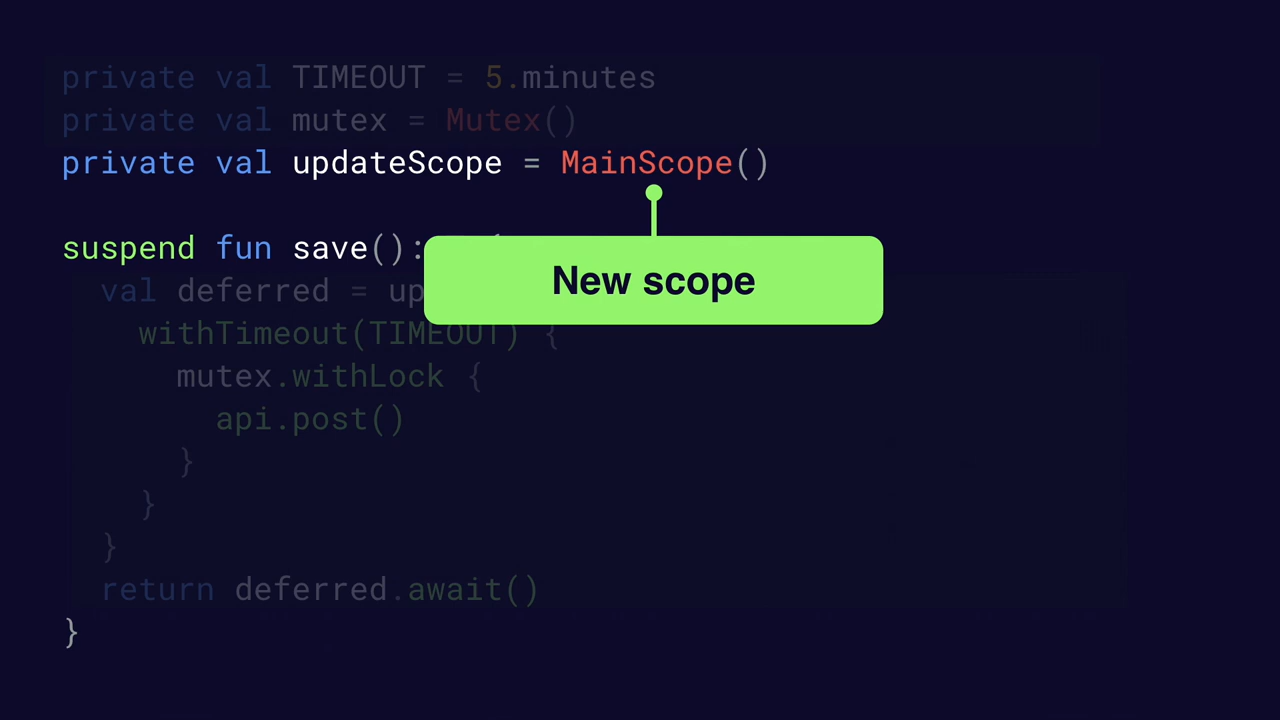 private val TIMEOUT = 5.minutes
private val mutex = Mutex()
private val updateScope = MainScope()
New scope
suspend fun save():
val deferred = up
withTimeout(TIMEOUT) {
mutex.withLock {
api.post()
}
}
}
return deferred.await()
}